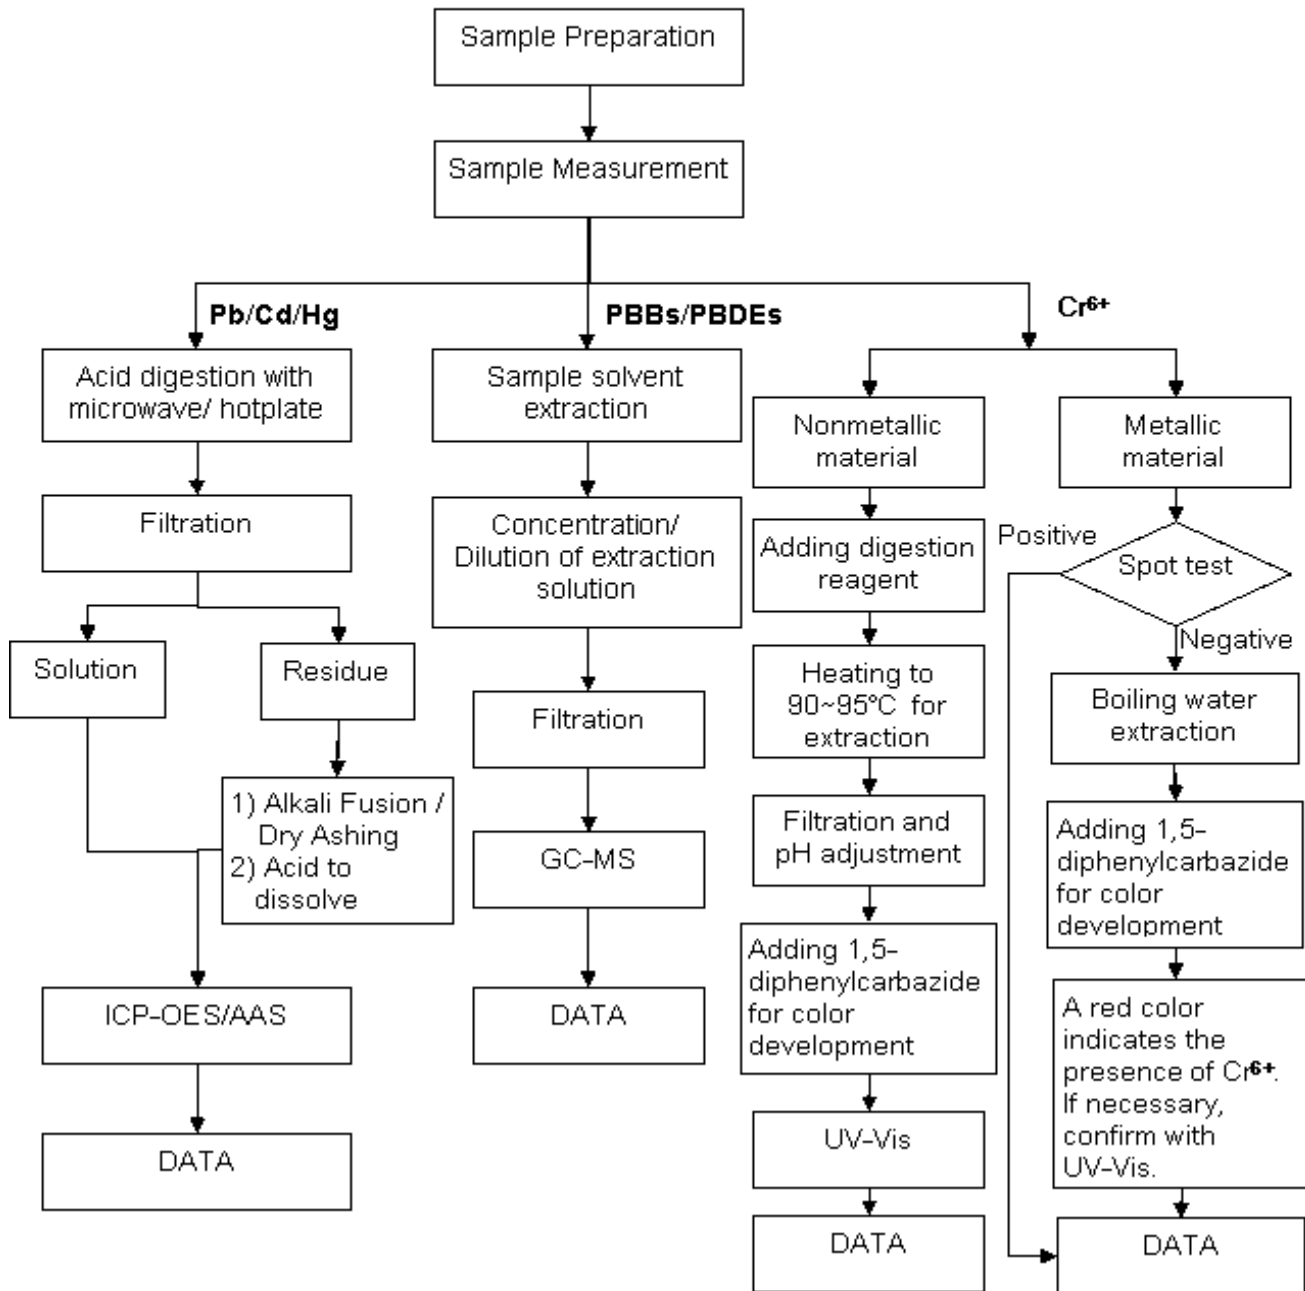 Sample Preparation
Sample Measurement
Pb/Cd/Hg
PBBs/PBDEs
Cr⁶⁺
Acid digestion with
microwave/ hotplate
Filtration
Solution
Residue
1) Alkali Fusion /
Dry Ashing
2) Acid to
dissolve
ICP-OES/AAS
DATA
Sample solvent
extraction
Concentration/
Dilution of extraction
solution
Filtration
GC-MS
DATA
Nonmetallic
material
Adding digestion
reagent
Heating to
90~95°C for
extraction
Filtration and
pH adjustment
Adding 1,5-
diphenylcarbazide
for color
development
UV-Vis
DATA
Metallic
material
Spot test
Positive
Negative
Boiling water
extraction
Adding 1,5-
diphenylcarbazide
for color
development
A red color
indicates the
presence of Cr⁶⁺.
If necessary,
confirm with
UV-Vis.
DATA